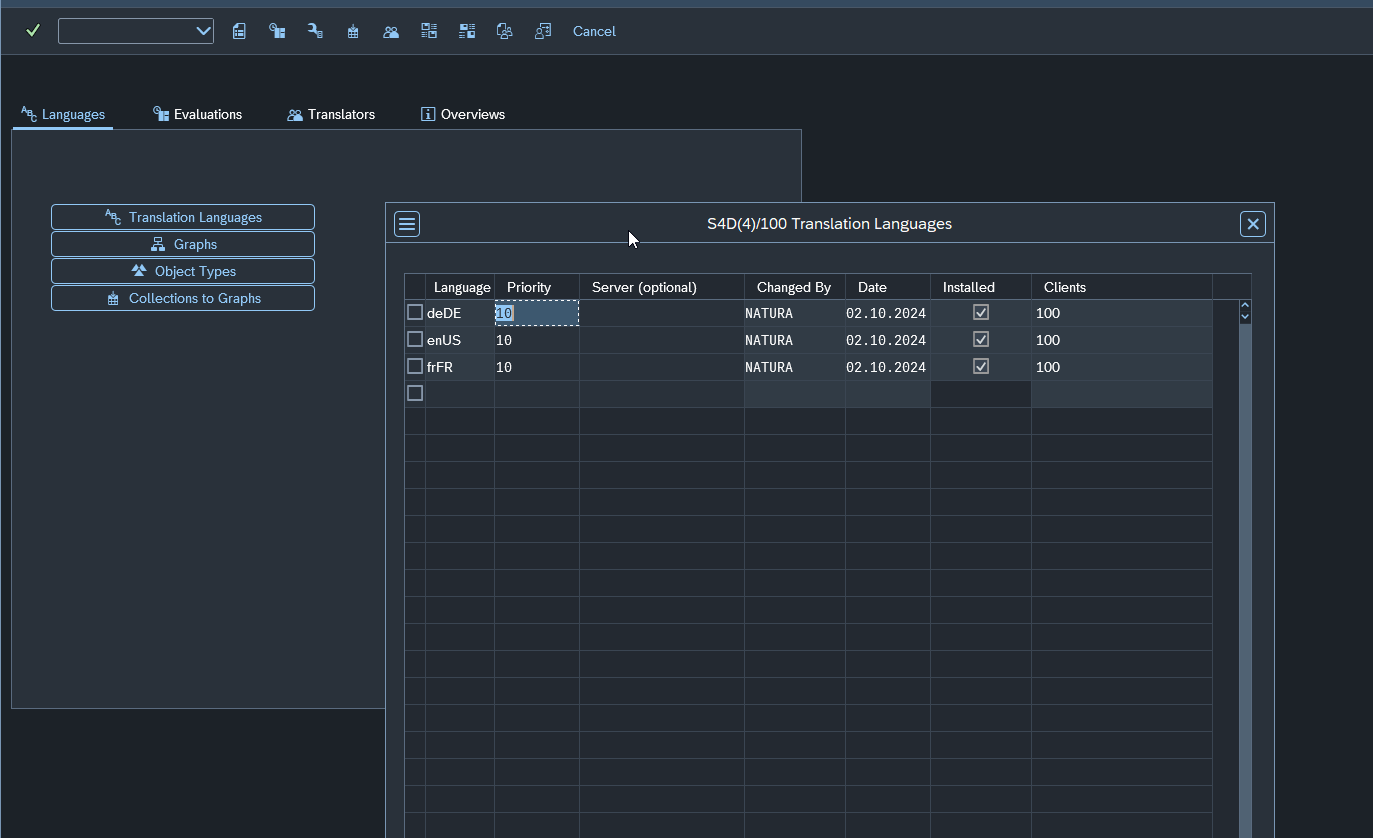 Cancel
Languages Evaluations Translators Overviews
Translation Languages
Graphs
Object Types
Collections to Graphs
S4D(4)/100 Translation Languages
Language Priority Server (optional) Changed By Date Installed Clients
deDE 10 NATURA 02.10.2024 100
enUS 10 NATURA 02.10.2024 100
frFR 10 NATURA 02.10.2024 100